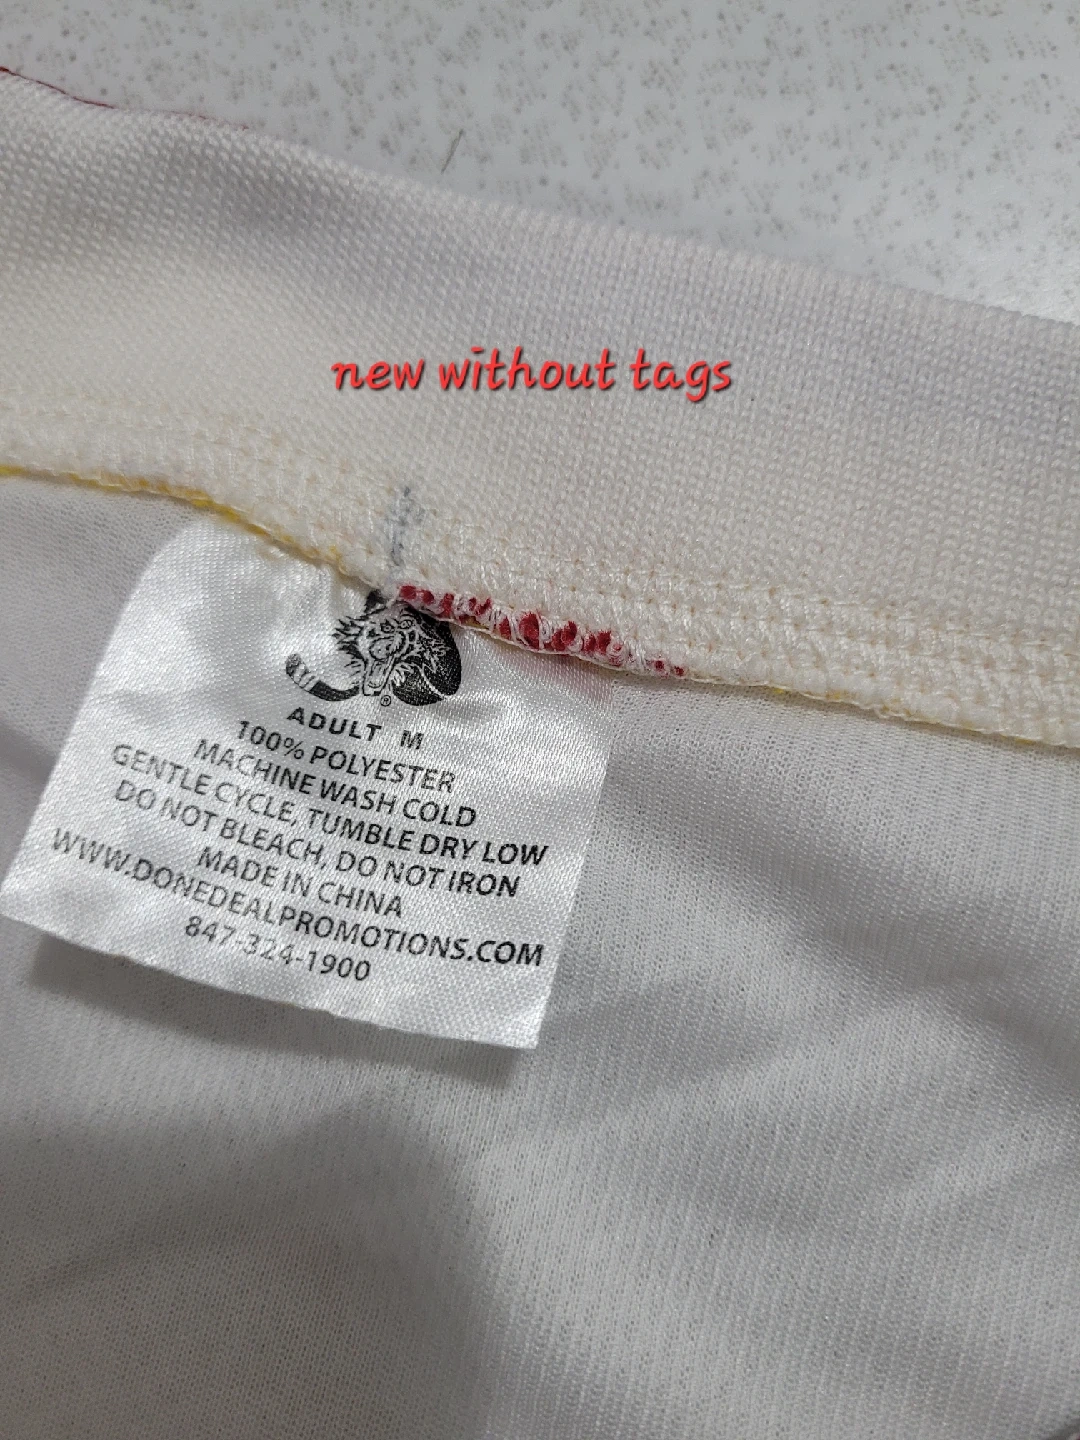 new without tags
®
ADULT M
100% POLYESTER
MACHINE WASH COLD
GENTLE CYCLE, TUMBLE DRY LOW
DO NOT BLEACH, DO NOT IRON
MADE IN CHINA
WWW.DONEDEALPROMOTIONS.COM
847-324-1900